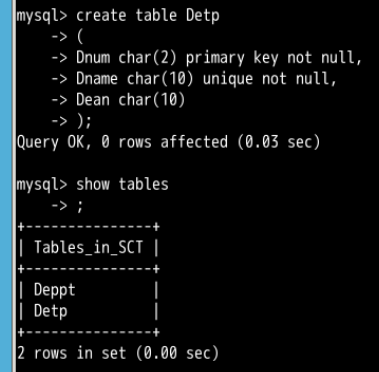 mysql> create table Detp
-> (
-> Dnum char(2) primary key not null,
-> Dname char(10) unique not null,
-> Dean char(10)
-> );
Query OK, 0 rows affected (0.03 sec)
mysql> show tables
-> ;
+---------------+
| Tables_in_SCT |
+---------------+
| Deppt         |
| Detp          |
+---------------+
2 rows in set (0.00 sec)